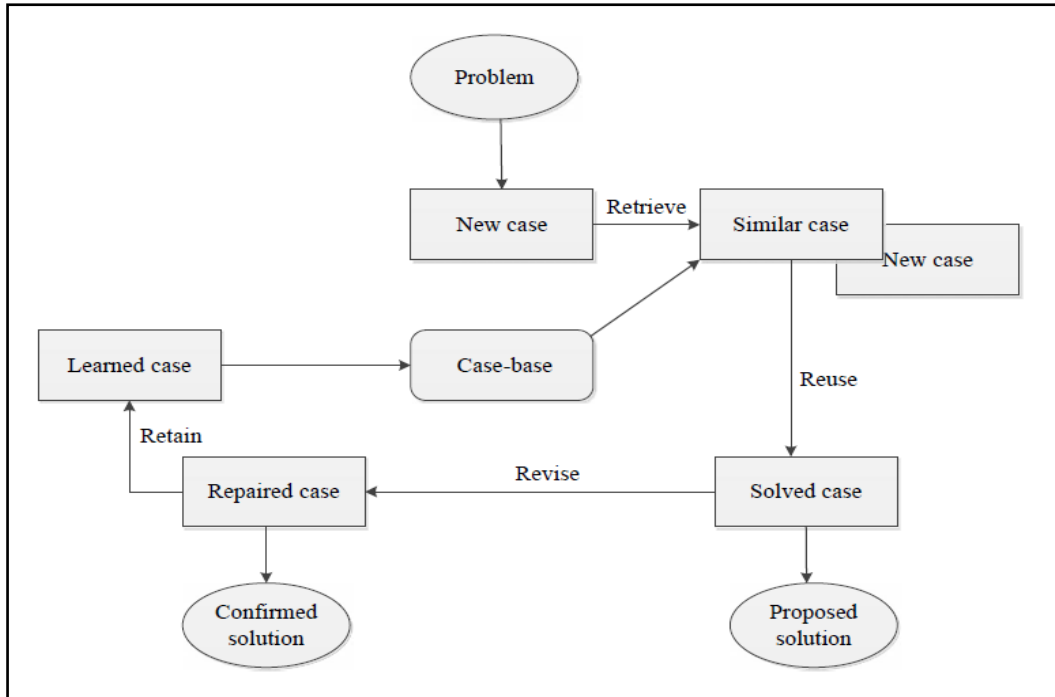 Problem
New case
Retrieve
Similar case
New case
Learned case
Case-base
Reuse
Retain
Repaired case
Revise
Solved case
Confirmed
solution
Proposed
solution